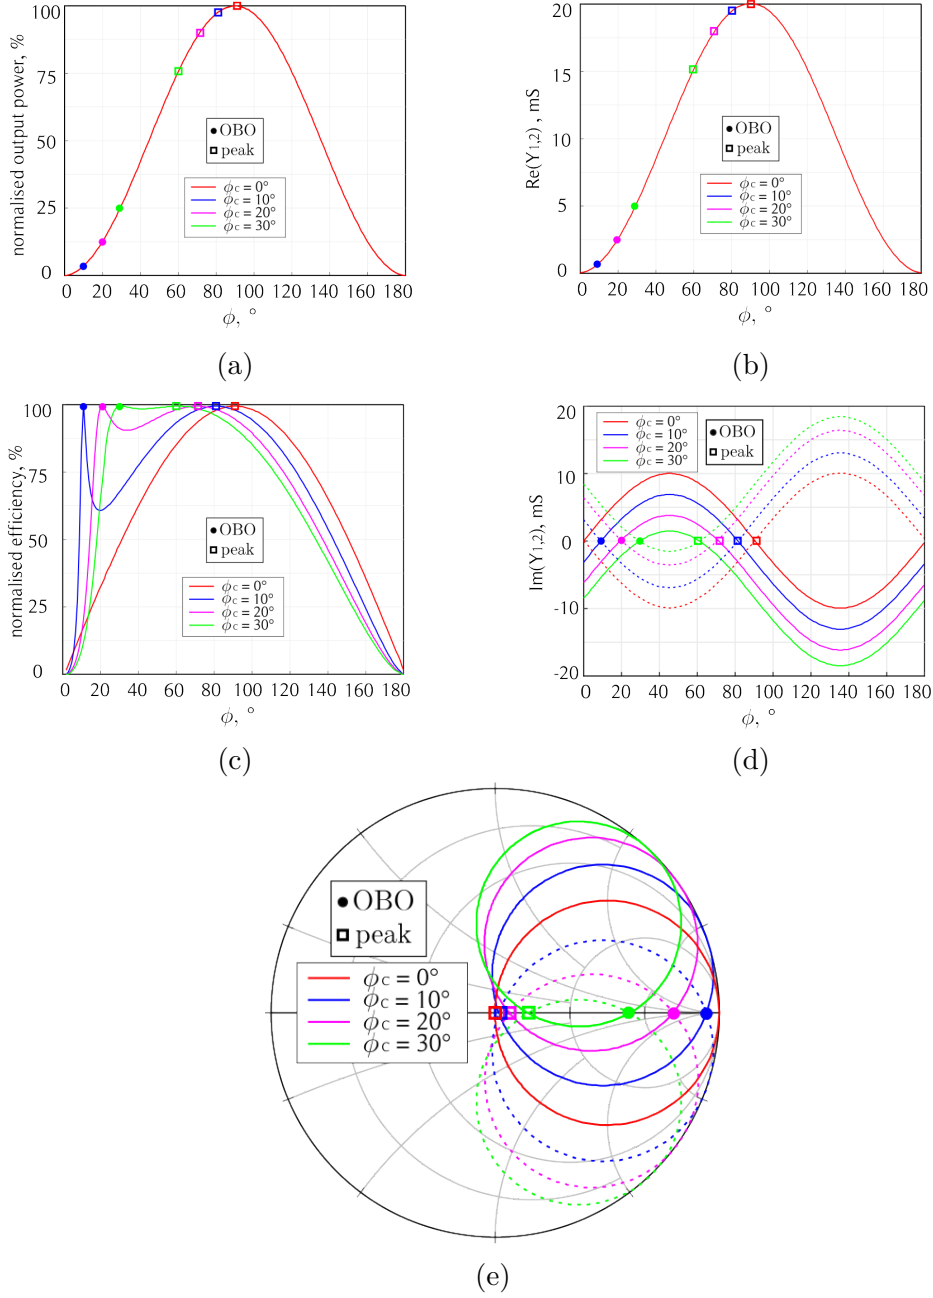 normalised output power, %
100
75
50
25
0
OBO
peak
ϕc = 0°
ϕc = 10°
ϕc = 20°
ϕc = 30°
0 20 40 60 80 100 120 140 160 180
ϕ, °
(a)
Re(Y1,2) , mS
20
15
10
5
0
OBO
peak
ϕc = 0°
ϕc = 10°
ϕc = 20°
ϕc = 30°
0 20 40 60 80 100 120 140 160 180
ϕ, °
(b)
normalised efficiency, %
100
75
50
25
0
OBO
peak
ϕc = 0°
ϕc = 10°
ϕc = 20°
ϕc = 30°
0 20 40 60 80 100 120 140 160 180
ϕ, °
(c)
Im(Y1,2), mS
20
10
0
-10
-20
ϕc = 0°
ϕc = 10°
ϕc = 20°
ϕc = 30°
OBO
peak
0 20 40 60 80 100 120 140 160 180
ϕ, °
(d)
OBO
peak
ϕc = 0°
ϕc = 10°
ϕc = 20°
ϕc = 30°
(e)